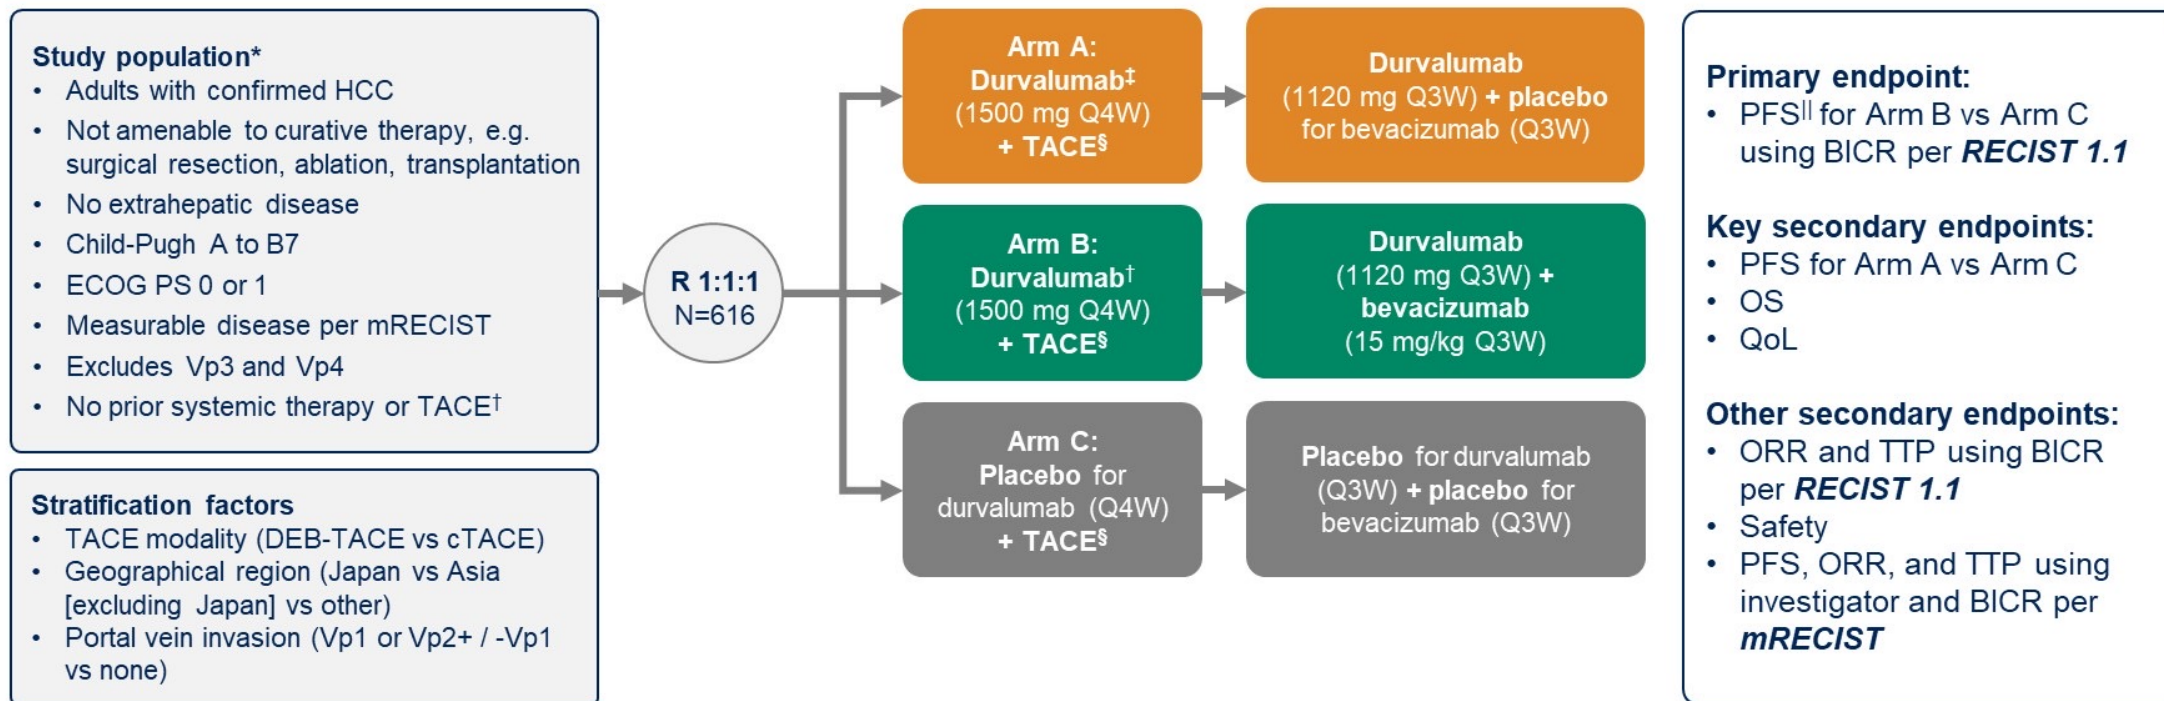 Study population*
• Adults with confirmed HCC
• Not amenable to curative therapy, e.g.
surgical resection, ablation, transplantation
• No extrahepatic disease
• Child-Pugh A to B7
• ECOG PS 0 or 1
• Measurable disease per mRECIST
• Excludes Vp3 and Vp4
• No prior systemic therapy or TACE†
Stratification factors
• TACE modality (DEB-TACE vs cTACE)
• Geographical region (Japan vs Asia
[excluding Japan] vs other)
• Portal vein invasion (Vp1 or Vp2+ / -Vp1
vs none)
R 1:1:1
N=616
Arm A:
Durvalumab‡
(1500 mg Q4W)
+ TACE§
Durvalumab
(1120 mg Q3W) + placebo
for bevacizumab (Q3W)
Arm B:
Durvalumab†
(1500 mg Q4W)
+ TACE§
Durvalumab
(1120 mg Q3W) +
bevacizumab
(15 mg/kg Q3W)
Arm C:
Placebo for
durvalumab (Q4W)
+ TACE§
Placebo for durvalumab
(Q3W) + placebo for
bevacizumab (Q3W)
Primary endpoint:
• PFS|| for Arm B vs Arm C
using BICR per RECIST 1.1
Key secondary endpoints:
• PFS for Arm A vs Arm C
• OS
• QoL
Other secondary endpoints:
• ORR and TTP using BICR
per RECIST 1.1
• Safety
• PFS, ORR, and TTP using
investigator and BICR per
mRECIST